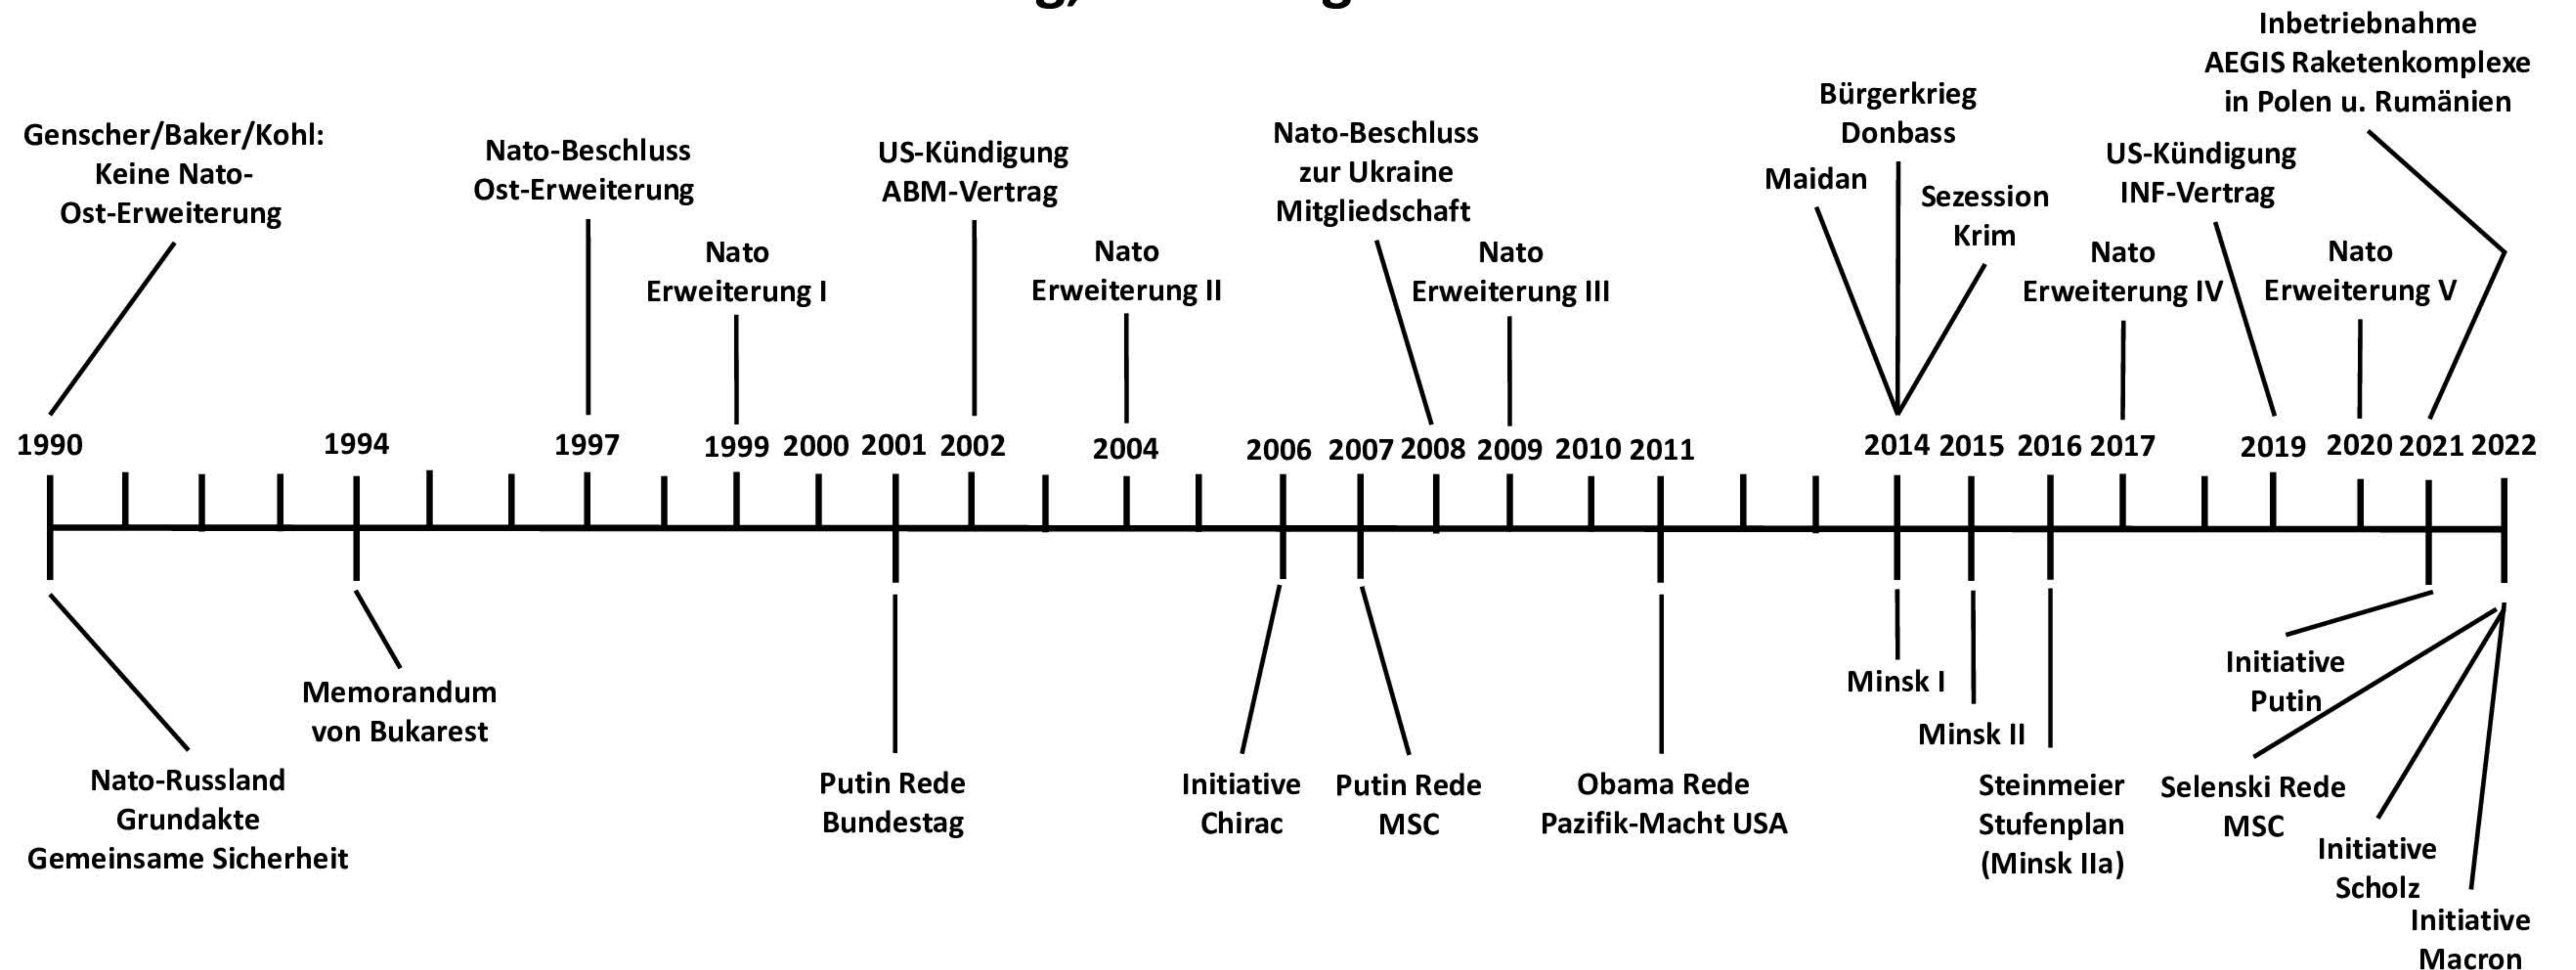 Genscher/Baker/Kohl:
Keine Nato-
Ost-Erweiterung
Nato-Beschluss
Ost-Erweiterung
Nato
Erweiterung I
US-Kündigung
ABM-Vertrag
Nato
Erweiterung II
Nato-Beschluss
zur Ukraine
Mitgliedschaft
Nato
Erweiterung III
Maidan
Bürgerkrieg
Donbass
Sezession
Krim
Nato
Erweiterung IV
US-Kündigung
INF-Vertrag
Nato
Erweiterung V
Inbetriebnahme
AEGIS Raketenkomplexe
in Polen u. Rumänien
1990 1994 1997 1999 2000 2001 2002 2004 2006 2007 2008 2009 2010 2011 2014 2015 2016 2017 2019 2020 2021 2022
Nato-Russland
Grundakte
Gemeinsame Sicherheit
Memorandum
von Bukarest
Putin Rede
Bundestag
Initiative
Chirac
Putin Rede
MSC
Obama Rede
Pazifik-Macht USA
Minsk I
Minsk II
Steinmeier
Stufenplan
(Minsk IIa)
Initiative
Putin
Selenski Rede
MSC
Initiative
Scholz
Initiative
Macron